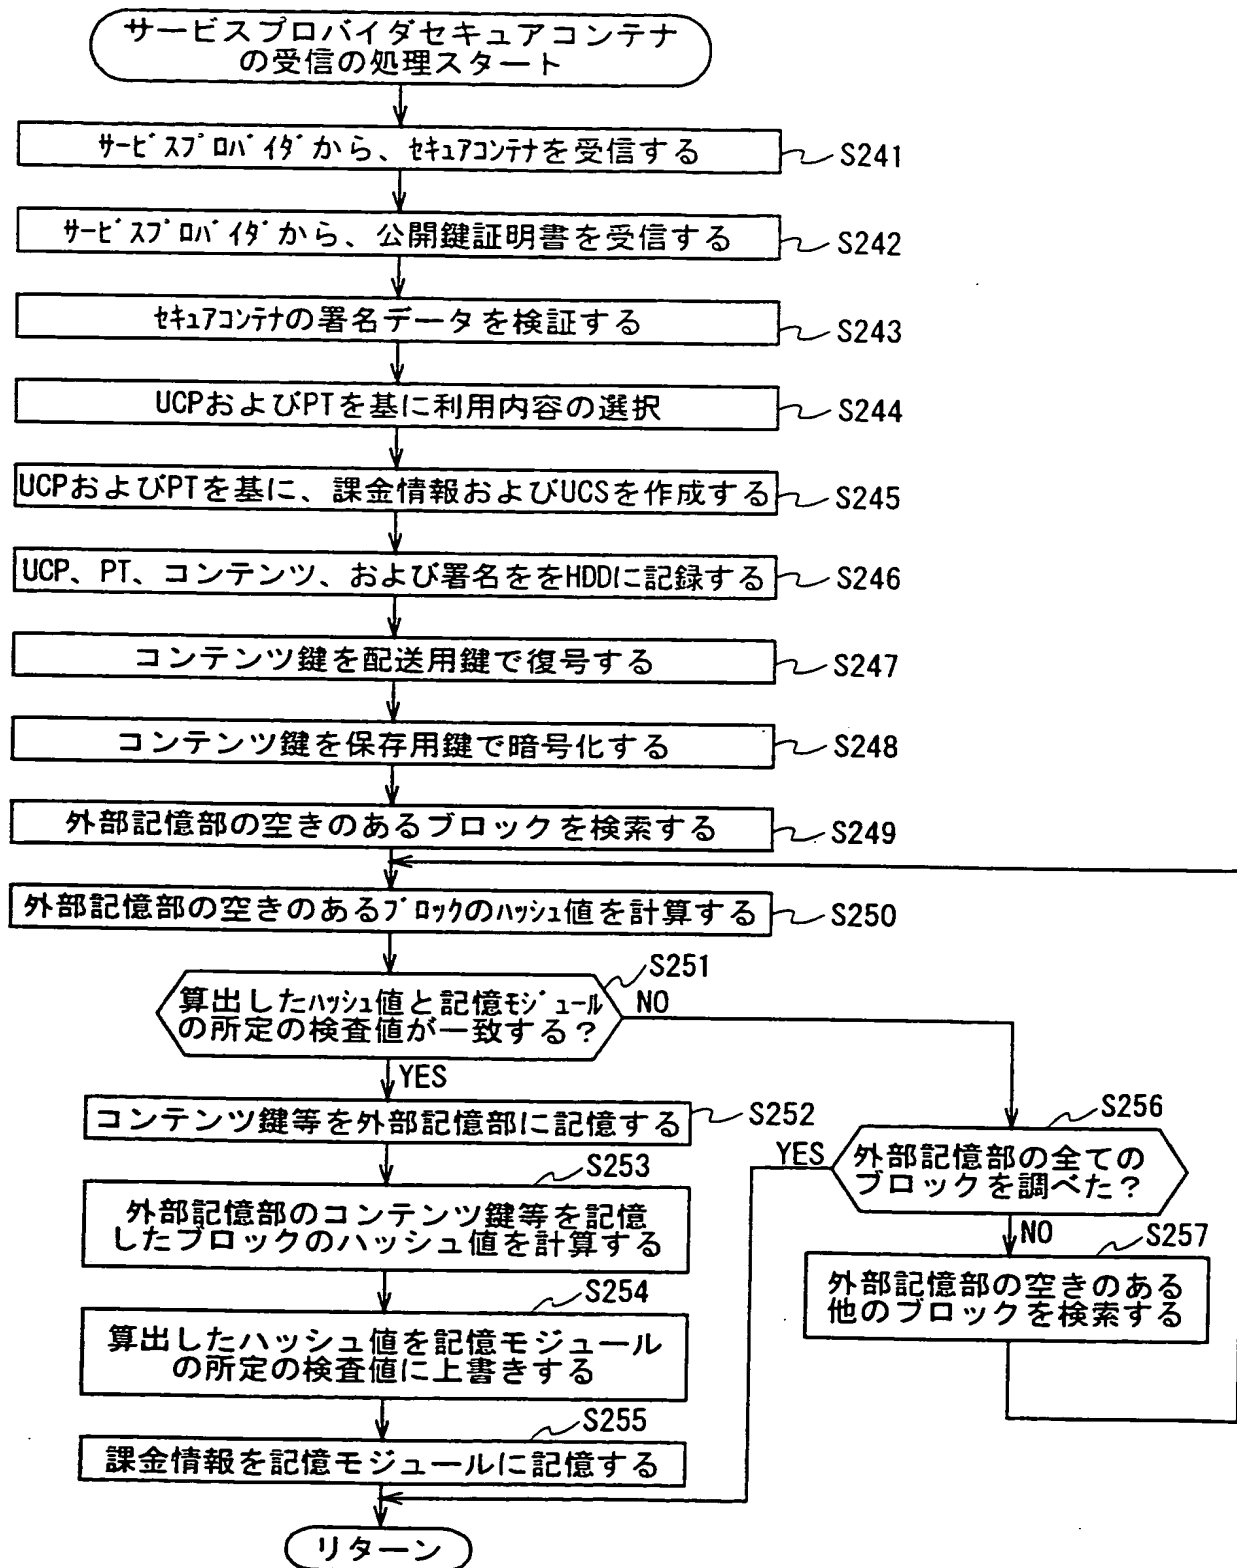 サービスプロバイダセキュアコンテナ
の受信の処理スタート
サービスプロバイダから、セキュアコンテナを受信する
S241
サービスプロバイダから、公開鍵証明書を受信する
S242
セキュアコンテナの署名データを検証する
S243
UCPおよびPTを基に利用内容の選択
S244
UCPおよびPTを基に、課金情報およびUCSを作成する
S245
UCP、PT、コンテンツ、および署名ををHDDに記録する
S246
コンテンツ鍵を配送用鍵で復号する
S247
コンテンツ鍵を保存用鍵で暗号化する
S248
外部記憶部の空きのあるブロックを検索する
S249
外部記憶部の空きのあるブロックのハッシュ値を計算する
S250
S251
算出したハッシュ値と記憶モジュール
の所定の検査値が一致する?
NO
YES
コンテンツ鍵等を外部記憶部に記憶する
S252
S253
外部記憶部のコンテンツ鍵等を記憶
したブロックのハッシュ値を計算する
S254
算出したハッシュ値を記憶モジュール
の所定の検査値に上書きする
S255
課金情報を記憶モジュールに記憶する
S256
YES
外部記憶部の全ての
ブロックを調べた?
NO
S257
外部記憶部の空きのある
他のブロックを検索する
リターン